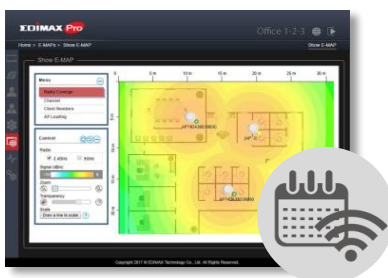 EDIMAX Pro
Office 1-2-3
Home > E-MAPs > Show E-MAP
Show E-MAP
Show E-MAP
Menu
Radio Coverage
Channel
Client Numbers
AP Loading
Control
Radio
2.4GHz
5GHz
Signal (dBm)
Zoom
Transparency
Scale
Draw a line to scale
0
5 m
10 m
15 m
20 m
Copyright 2017 © EDIMAX Technology Co., Ltd. All Rights Reserved.